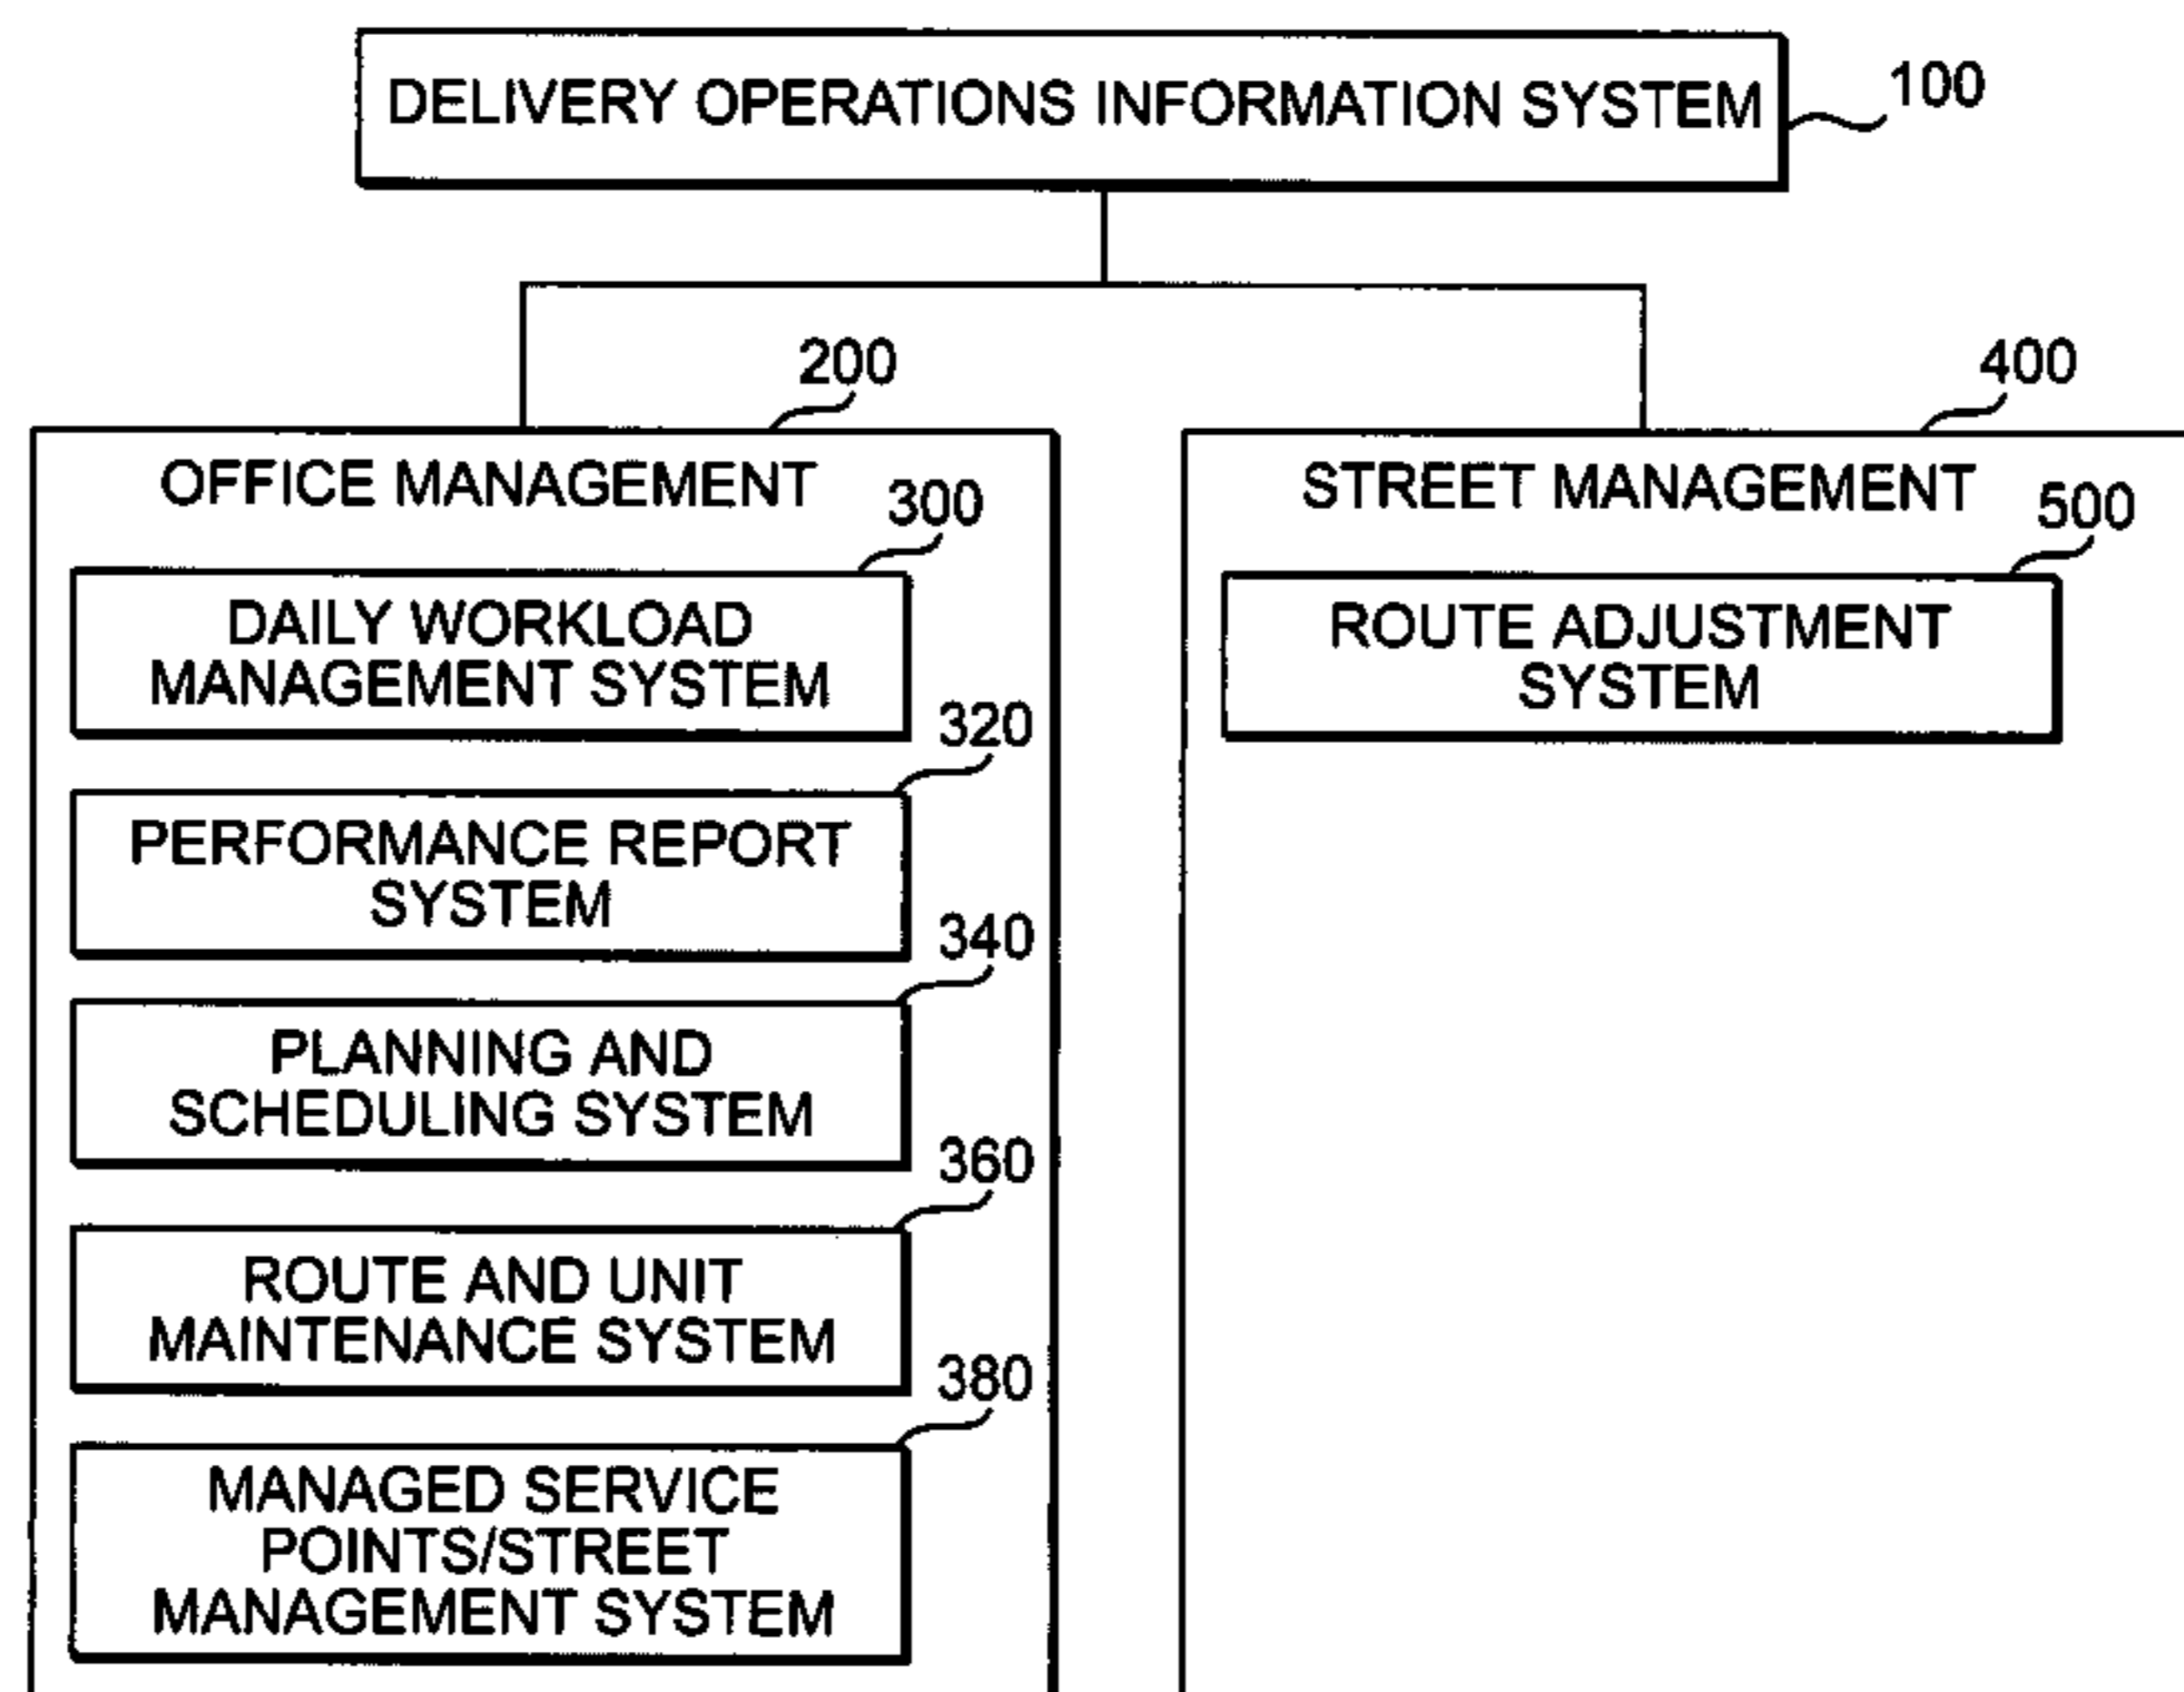 DELIVERY OPERATIONS INFORMATION SYSTEM
100
200
OFFICE MANAGEMENT
300
DAILY WORKLOAD
MANAGEMENT SYSTEM
320
PERFORMANCE REPORT
SYSTEM
340
PLANNING AND
SCHEDULING SYSTEM
360
ROUTE AND UNIT
MAINTENANCE SYSTEM
380
MANAGED SERVICE
POINTS/STREET
MANAGEMENT SYSTEM
400
STREET MANAGEMENT
500
ROUTE ADJUSTMENT
SYSTEM